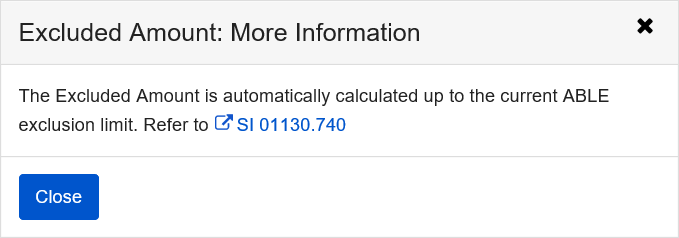 Excluded Amount: More Information
The Excluded Amount is automatically calculated up to the current ABLE
exclusion limit. Refer to SI 01130.740
Close